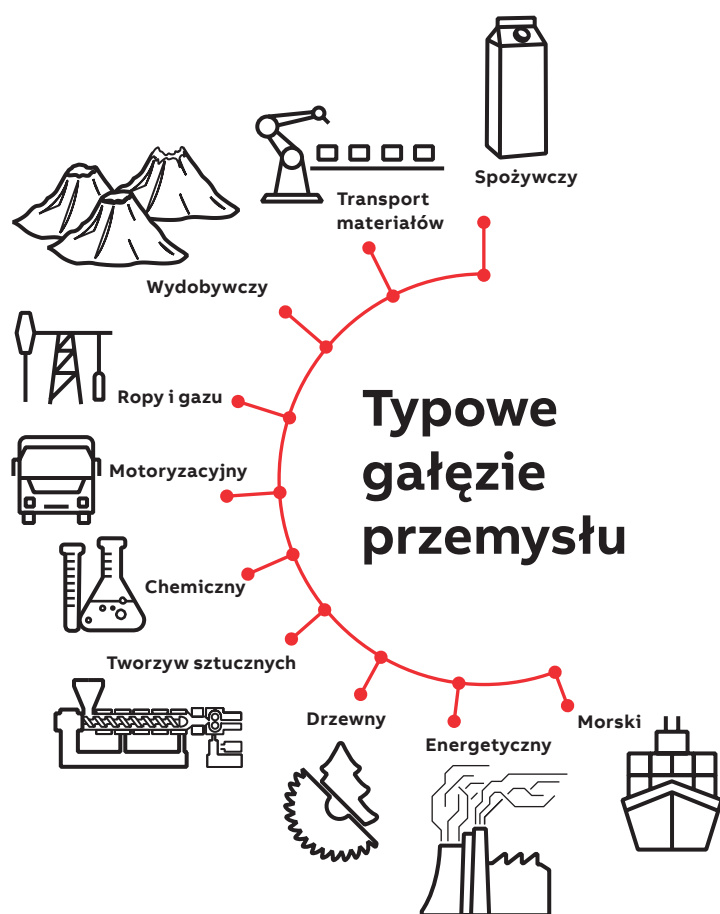 Spożywczy
Transport
materiałów
Wydobywczy
Ropy i gazu
Typowe
gałęzie
przemysłu
Motoryzacyjny
Chemiczny
Tworzyw sztucznych
Drzewny
Energetyczny
Morski